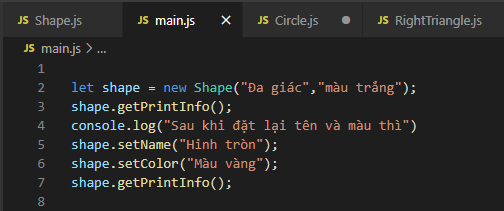 JS Shape.js JS main.js × JS Circle.js ● JS RightTriangle.js
JS main.js > ...
1
2 let shape = new Shape("Đa giác","màu trắng");
3 shape.getPrintInfo();
4 console.log("Sau khi đặt lại tên và màu thì")
5 shape.setName("Hình tròn");
6 shape.setColor("Màu vàng");
7 shape.getPrintInfo();
8